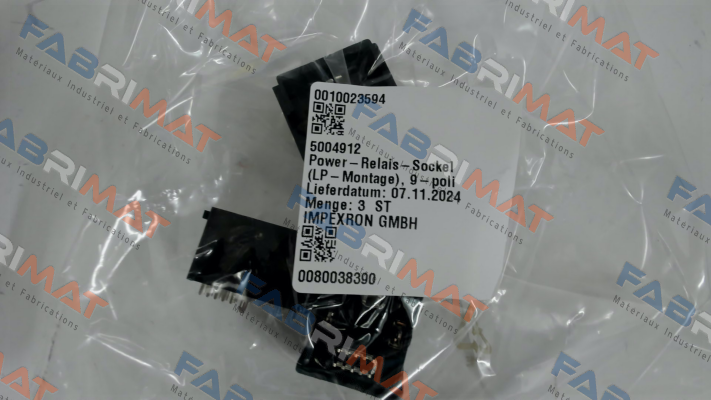 0010023594
5004912
Power-Relais-Sockel
(LP-Montage), 9-poli
Lieferdatum: 07.11.2024
Menge: 3 ST
IMPEXRON GMBH
0080038390
FABRIMAT
Materiaux Industriel et Fabrications